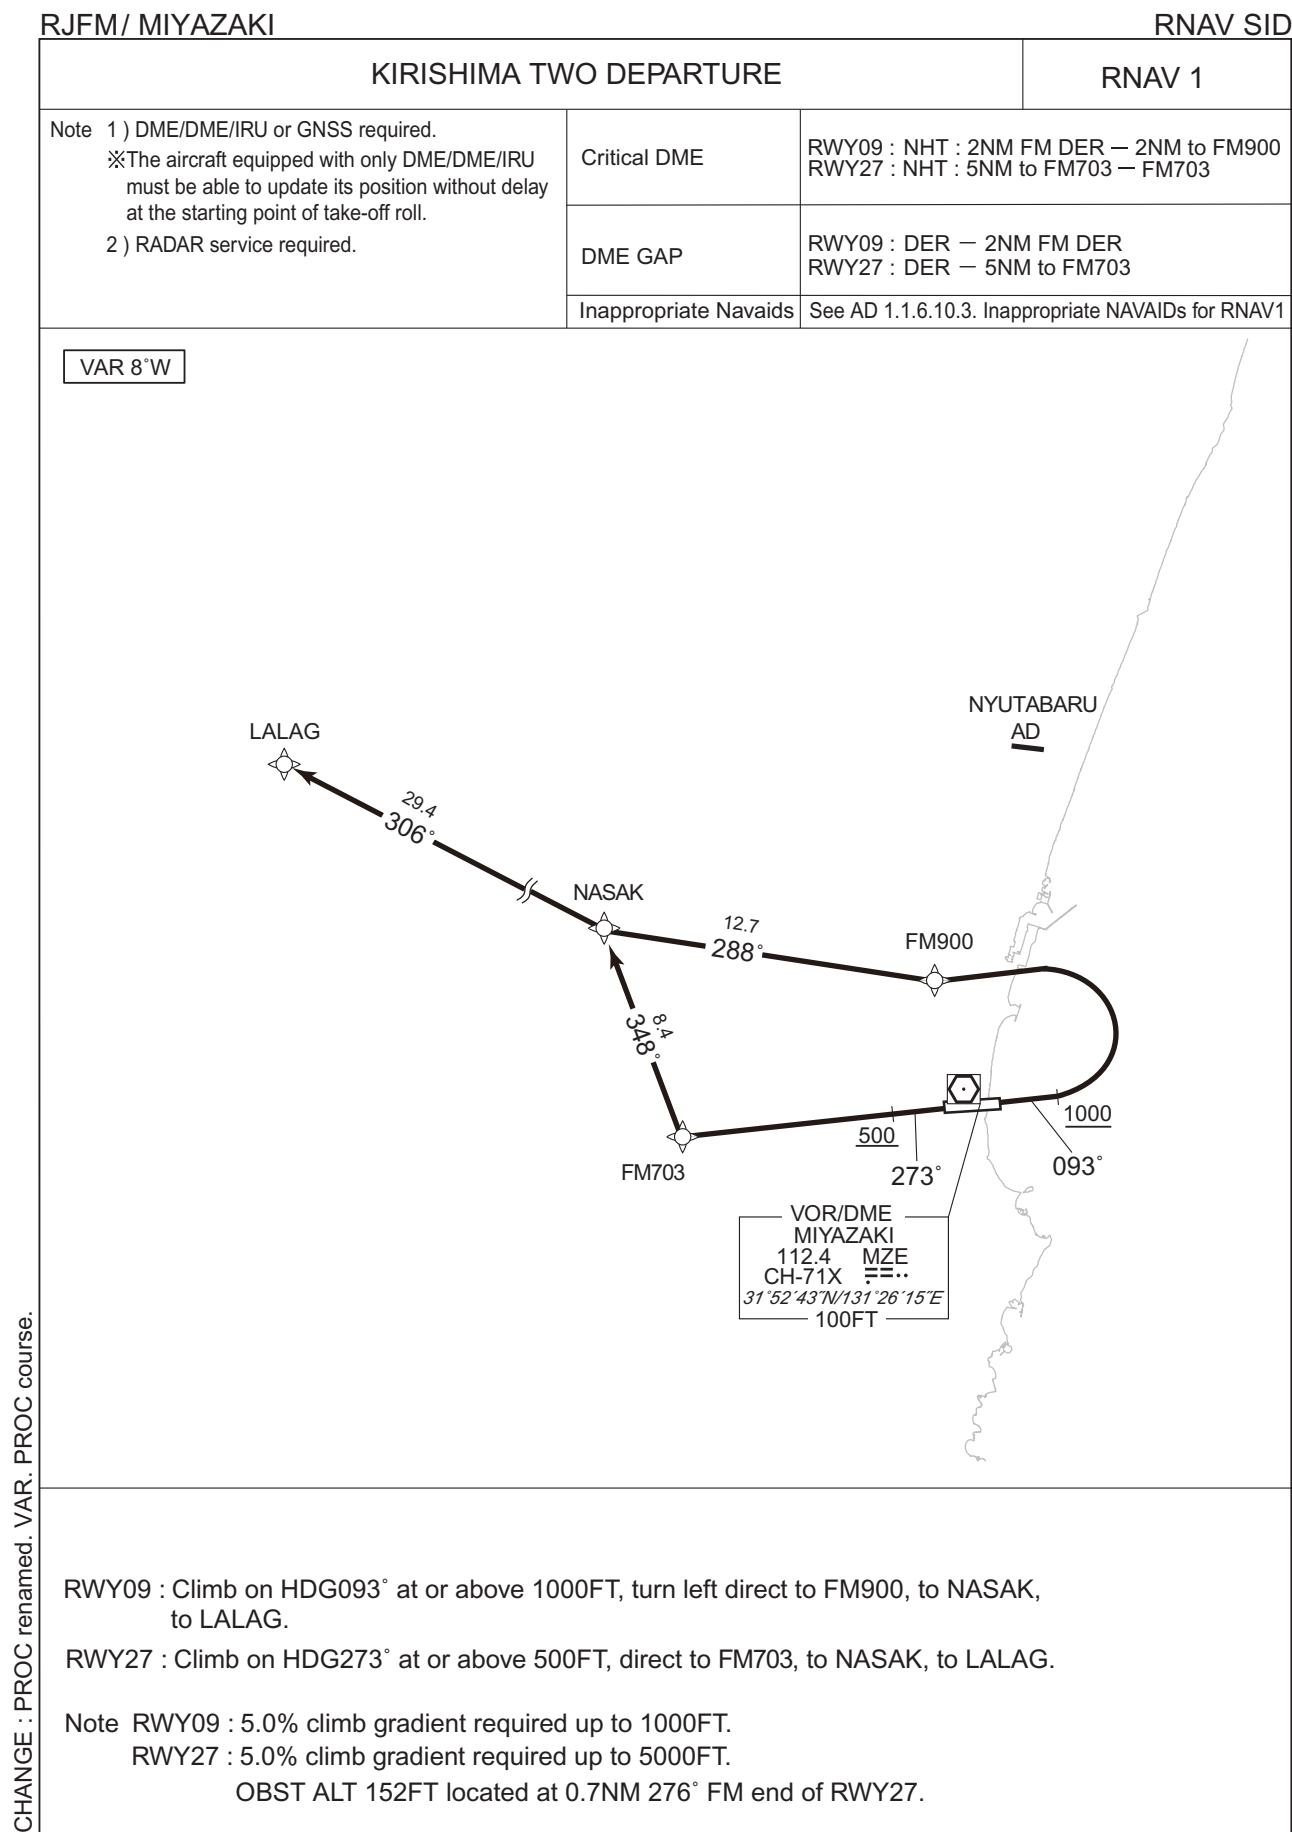 RJFM / MIYAZAKI
RNAV SID
KIRISHIMA TWO DEPARTURE
RNAV 1
Note 1 ) DME/DME/IRU or GNSS required.
※The aircraft equipped with only DME/DME/IRU
must be able to update its position without delay
at the starting point of take-off roll.
2 ) RADAR service required.
Critical DME
RWY09 : NHT : 2NM FM DER － 2NM to FM900
RWY27 : NHT : 5NM to FM703 － FM703
DME GAP
RWY09 : DER － 2NM FM DER
RWY27 : DER － 5NM to FM703
Inappropriate Navaids
See AD 1.1.6.10.3. Inappropriate NAVAIDs for RNAV1
VAR 8°W
NYUTABARU
AD
LALAG
29.4
306°
NASAK
12.7
288°
FM900
8.4
348°
1000
500
093°
273°
FM703
VOR/DME
MIYAZAKI
112.4 MZE
CH-71X
31°52´43˝N/131°26´15˝E
100FT
RWY09 : Climb on HDG093° at or above 1000FT, turn left direct to FM900, to NASAK,
to LALAG.
RWY27 : Climb on HDG273° at or above 500FT, direct to FM703, to NASAK, to LALAG.
Note RWY09 : 5.0% climb gradient required up to 1000FT.
RWY27 : 5.0% climb gradient required up to 5000FT.
OBST ALT 152FT located at 0.7NM 276° FM end of RWY27.
CHANGE : PROC renamed. VAR. PROC course.